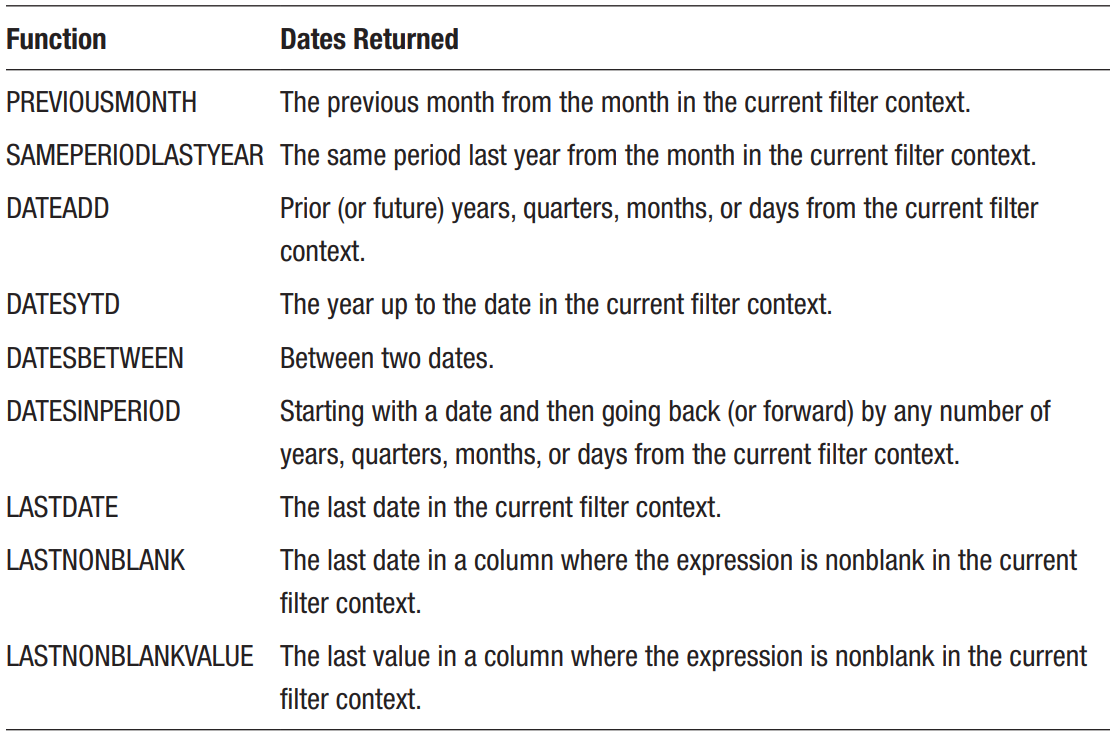 Function Dates Returned
PREVIOUSMONTH The previous month from the month in the current filter context.
SAMEPERIODLASTYEAR The same period last year from the month in the current filter context.
DATEADD Prior (or future) years, quarters, months, or days from the current filter
context.
DATESYTD The year up to the date in the current filter context.
DATESBETWEEN Between two dates.
DATESINPERIOD Starting with a date and then going back (or forward) by any number of
years, quarters, months, or days from the current filter context.
LASTDATE The last date in the current filter context.
LASTNONBLANK The last date in a column where the expression is nonblank in the current
filter context.
LASTNONBLANKVALUE The last value in a column where the expression is nonblank in the current
filter context.